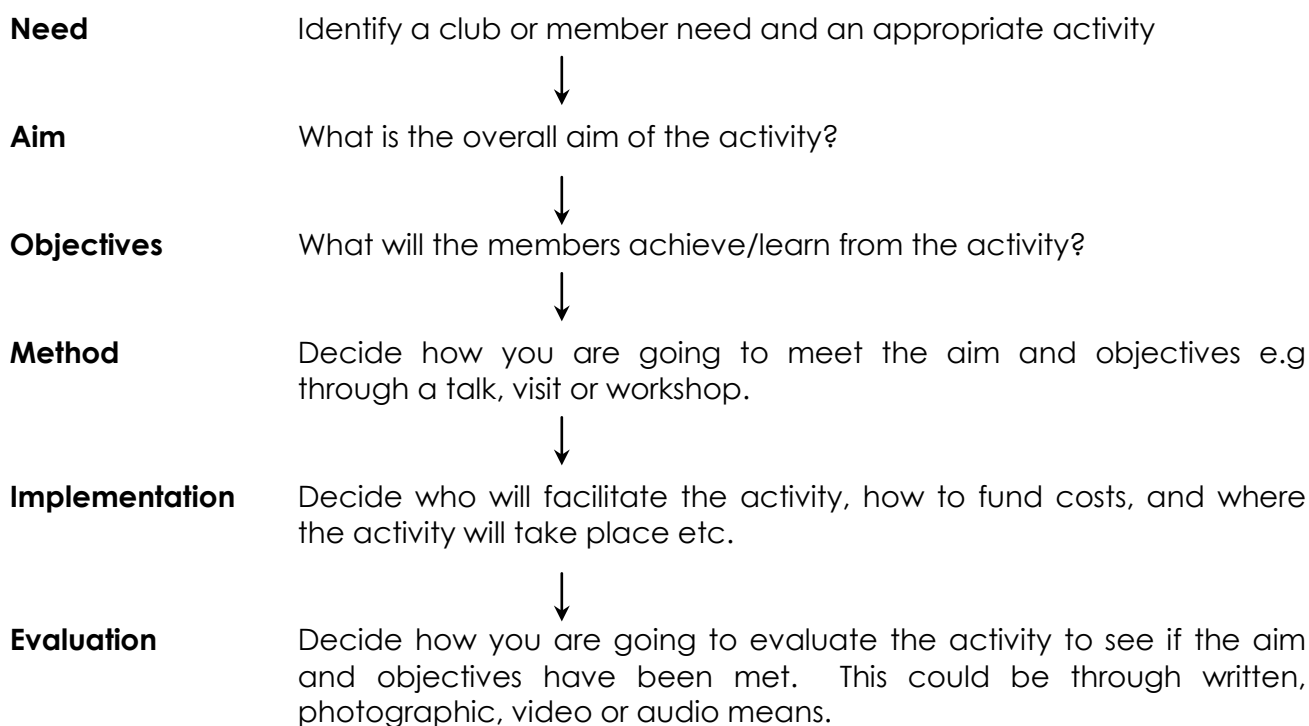 Need Identify a club or member need and an appropriate activity
Aim What is the overall aim of the activity?
Objectives What will the members achieve/learn from the activity?
Method Decide how you are going to meet the aim and objectives e.g
through a talk, visit or workshop.
Implementation Decide who will facilitate the activity, how to fund costs, and where
the activity will take place etc.
Evaluation Decide how you are going to evaluate the activity to see if the aim
and objectives have been met. This could be through written,
photographic, video or audio means.